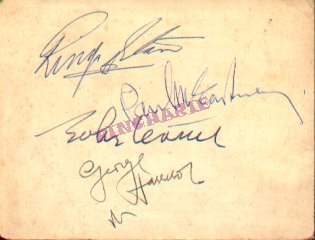 Ringo Starr
Paul McCartney
John Lennon
George
Harrison